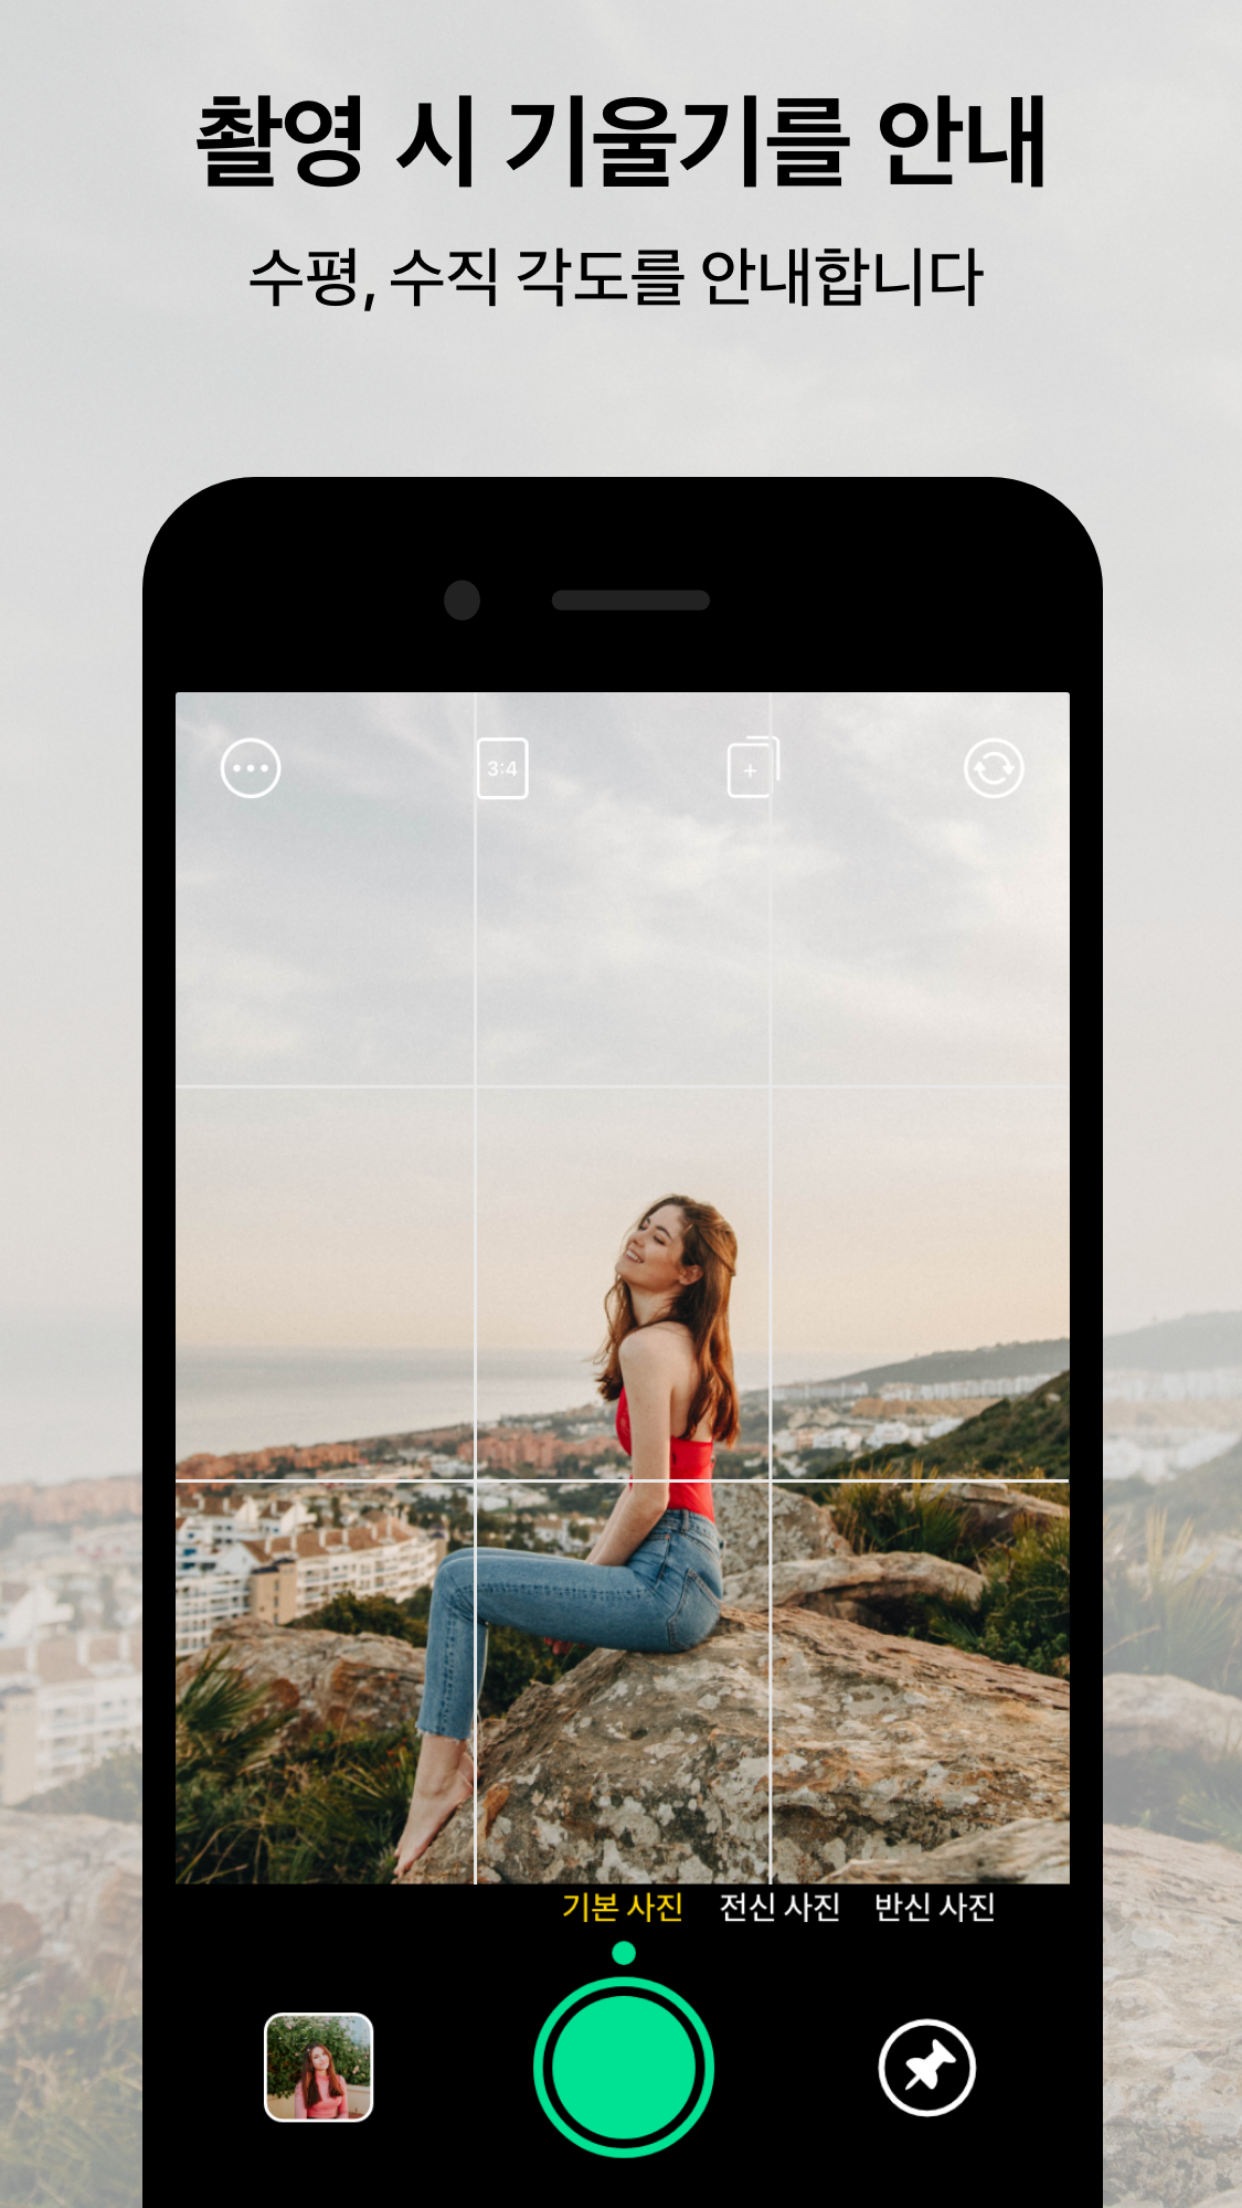 촬영 시 기울기를 안내
수평, 수직 각도를 안내합니다
3:4
기본 사진 전신 사진 반신 사진